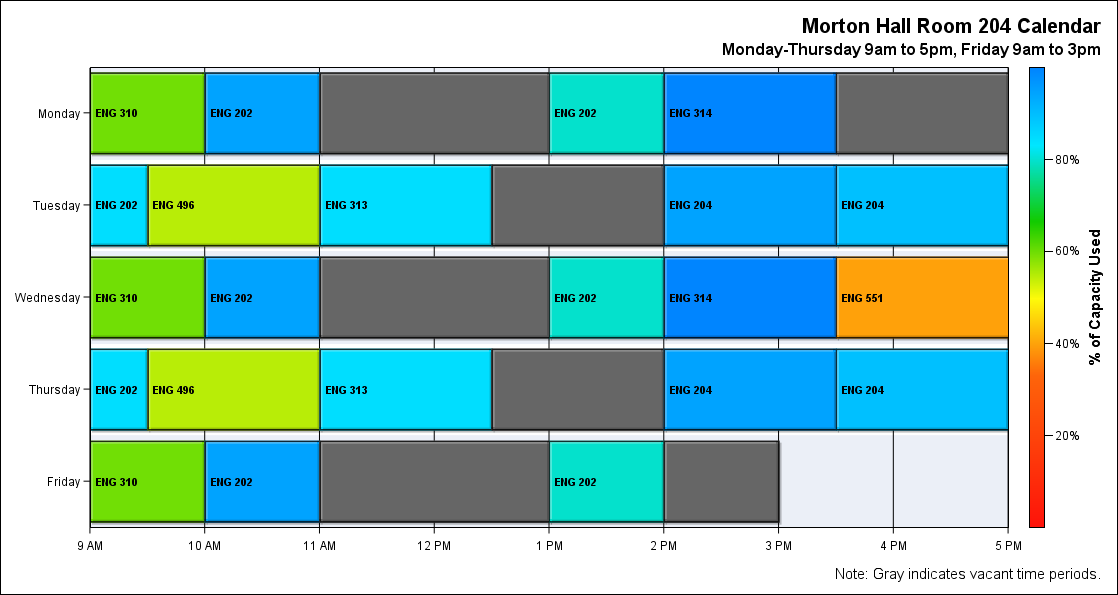 Morton Hall Room 204 Calendar
Monday-Thursday 9am to 5pm, Friday 9am to 3pm
Monday
ENG 310
ENG 202
ENG 202
ENG 314
Tuesday
ENG 202
ENG 496
ENG 313
ENG 204
ENG 204
Wednesday
ENG 310
ENG 202
ENG 202
ENG 314
ENG 551
Thursday
ENG 202
ENG 496
ENG 313
ENG 204
ENG 204
Friday
ENG 310
ENG 202
ENG 202
9 AM
10 AM
11 AM
12 PM
1 PM
2 PM
3 PM
4 PM
5 PM
80%
60%
40%
20%
% of Capacity Used
Note: Gray indicates vacant time periods.